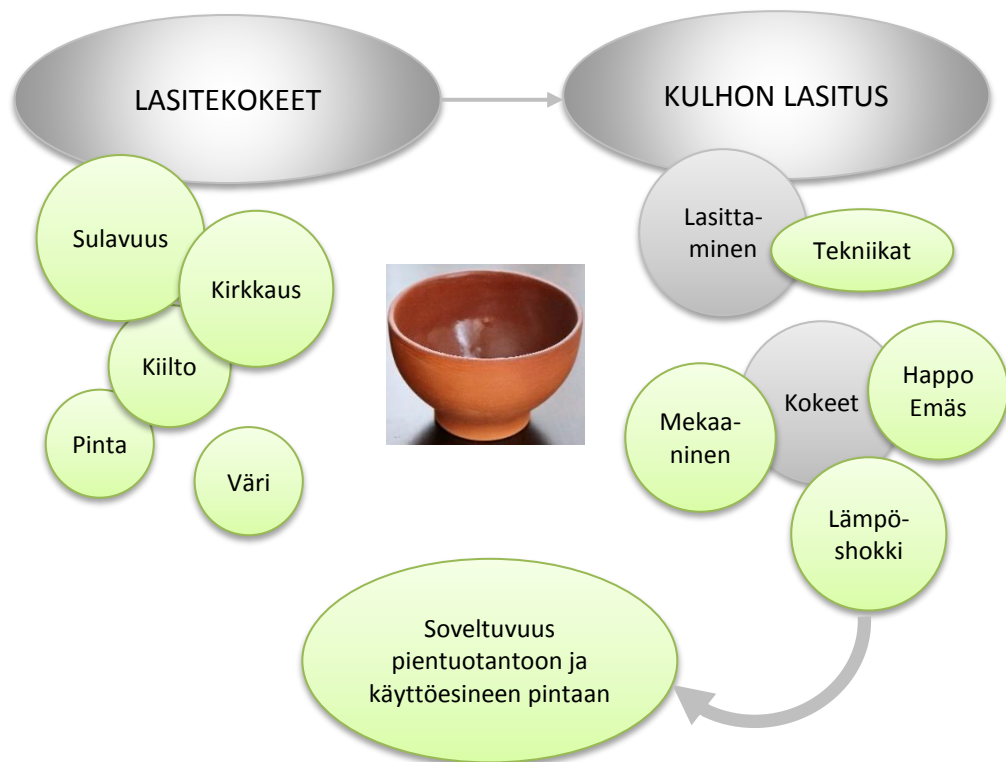 LASITEKOKEET
KULHON LASITUS
Sulavuus
Kirkkaus
Kiilto
Pinta
Väri
Lasitta-
minen
Tekniikat
Kokeet
Happo
Emäs
Mekaa-
ninen
Lämpö-
shokki
Soveltuvuus
pientuotantoon ja
käyttöesineen pintaan